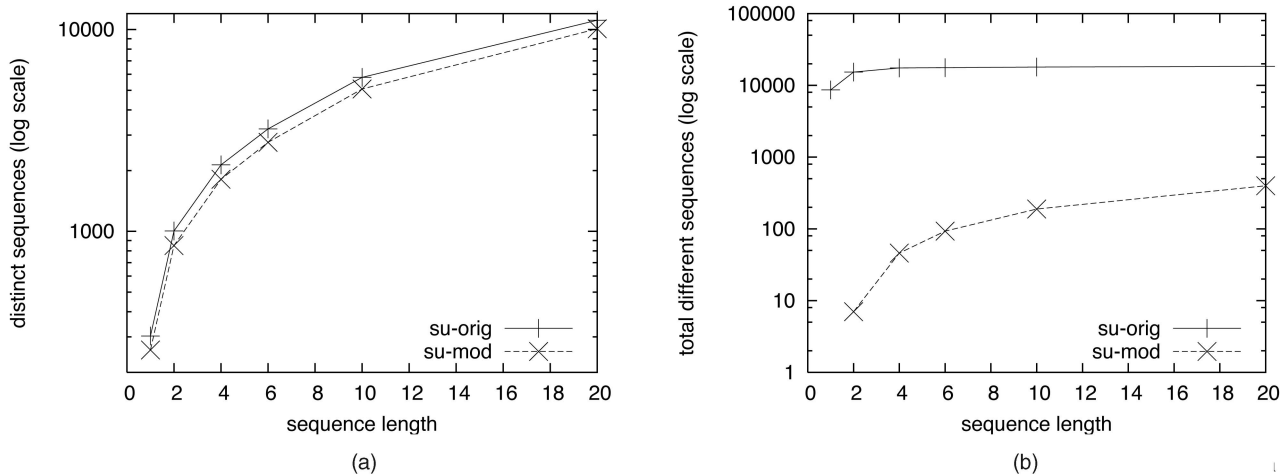 distinct sequences (log scale)
10000
1000
0 2 4 6 8 10 12 14 16 18 20
sequence length
su-orig
su-mod
(a)
total different sequences (log scale)
100000
10000
1000
100
10
1
0 2 4 6 8 10 12 14 16 18 20
sequence length
su-orig
su-mod
(b)